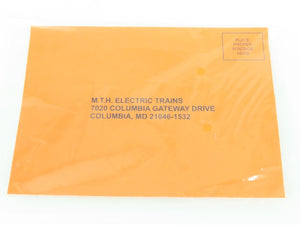 PLACE
PROPER
POSTAGE
HERE
M.T.H. ELECTRIC TRAINS
7020 COLUMBIA GATEWAY DRIVE
COLUMBIA, MD 21046-1532